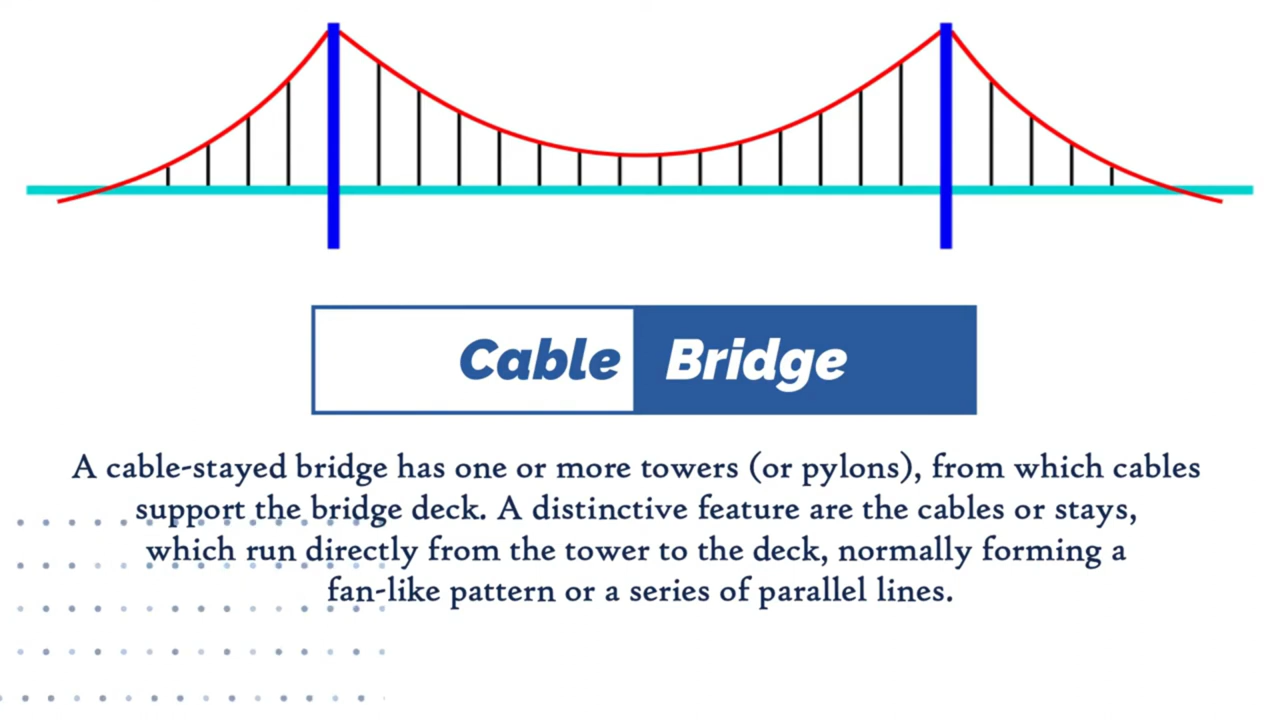 Cable Bridge
A cable-stayed bridge has one or more towers (or pylons), from which cables
support the bridge deck. A distinctive feature are the cables or stays,
which run directly from the tower to the deck, normally forming a
fan-like pattern or a series of parallel lines.